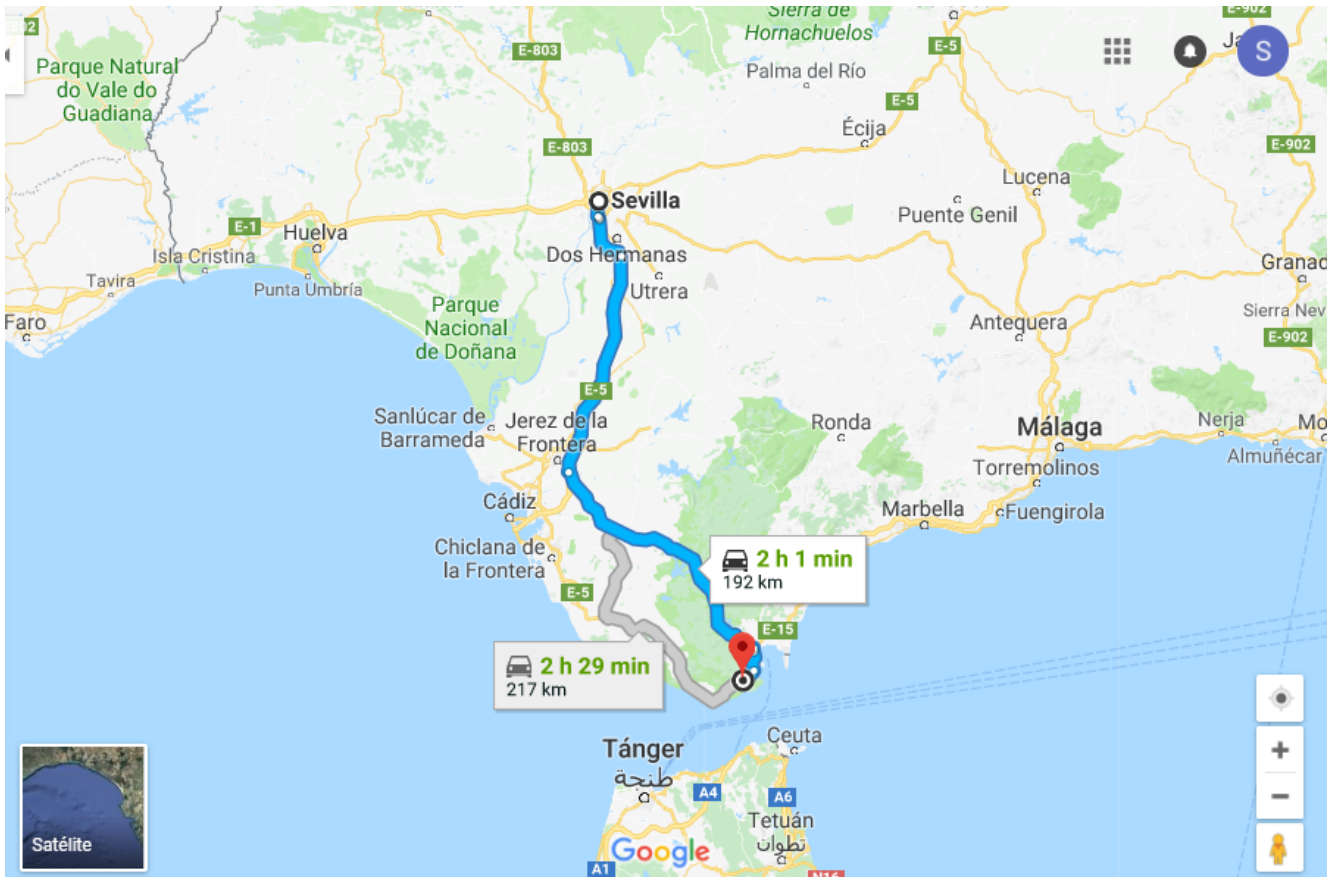 Sierra de
Hornachuelos
E-902
02
E-803
E-5
S
Parque Natural
do Vale do
Guadiana
Palma del Río
E-5
Écija
E-803
E-902
Lucena
Sevilla
Puente Genil
E-1
Huelva
Isla Cristina
Dos Hermanas
Granad
Tavira
Punta Umbría
Utrera
Parque
Nacional
de Doñana
Sierra Nev
Faro
Antequera
E-902
E-5
Sanlúcar de
Barrameda
Jerez de la
Frontera
Ronda
Málaga
Nerja
Mo
Almuñécar
Torremolinos
Cádiz
Marbella
Fuengirola
Chiclana de
la Frontera
2 h 1 min
192 km
E-5
E-15
2 h 29 min
217 km
Tánger
طنجة
Ceuta
A4
A6
Tetuán
تطوان
Satélite
Google
A1
N16